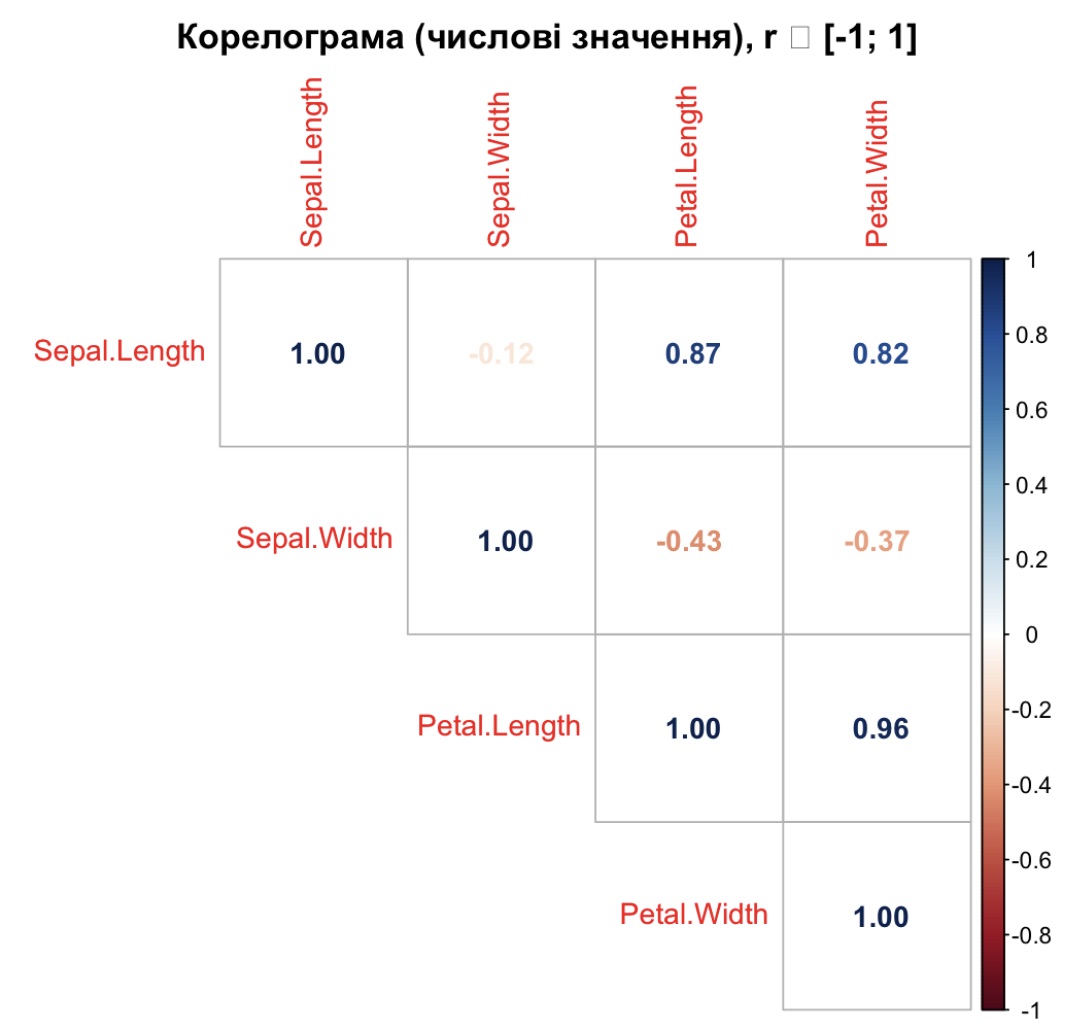 Корелограма (числові значення), r □ [-1; 1]
Sepal.Length Sepal.Width Petal.Length Petal.Width
Sepal.Length 1.00 -0.12 0.87 0.82
Sepal.Width 1.00 -0.43 -0.37
Petal.Length 1.00 0.96
Petal.Width 1.00
1
0.8
0.6
0.4
0.2
0
-0.2
-0.4
-0.6
-0.8
-1